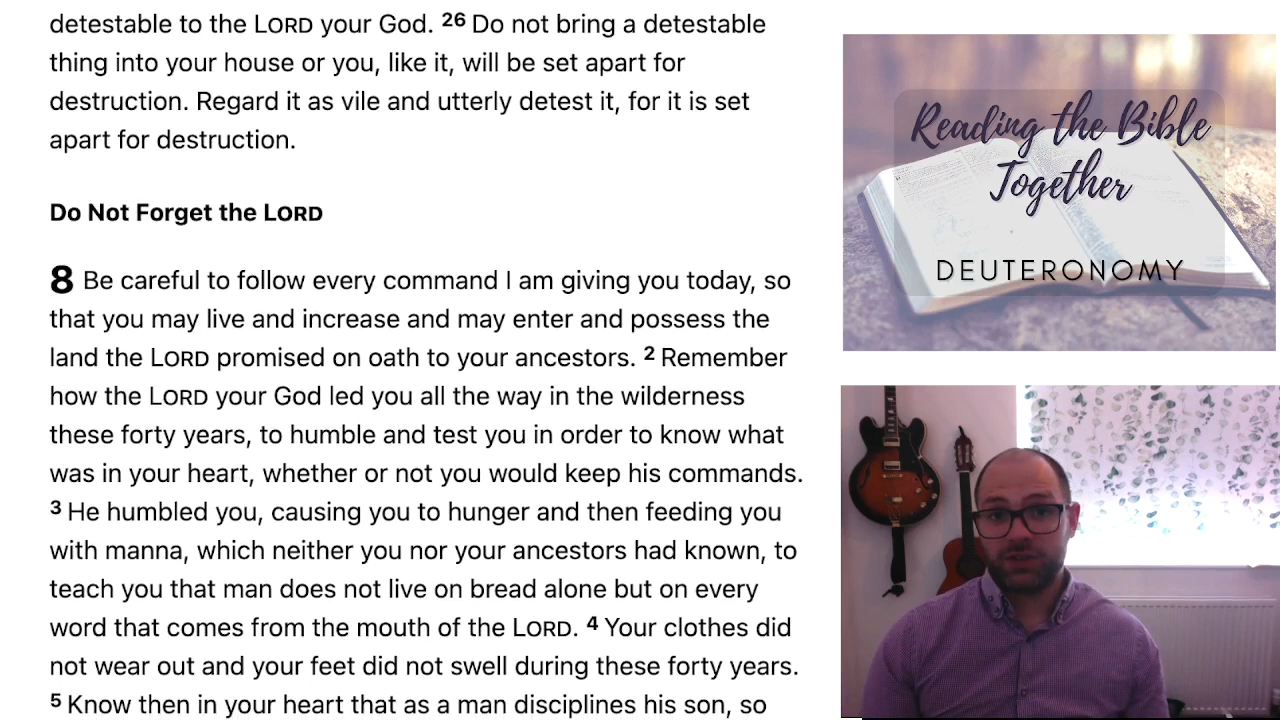 detestable to the LORD your God. 26 Do not bring a detestable
thing into your house or you, like it, will be set apart for
destruction. Regard it as vile and utterly detest it, for it is set
apart for destruction.
Do Not Forget the LORD
8 Be careful to follow every command I am giving you today, so
that you may live and increase and may enter and possess the
land the LORD promised on oath to your ancestors. 2 Remember
how the LORD your God led you all the way in the wilderness
these forty years, to humble and test you in order to know what
was in your heart, whether or not you would keep his commands.
3 He humbled you, causing you to hunger and then feeding you
with manna, which neither you nor your ancestors had known, to
teach you that man does not live on bread alone but on every
word that comes from the mouth of the LORD. 4 Your clothes did
not wear out and your feet did not swell during these forty years.
5 Know then in your heart that as a man disciplines his son, so
Reading the Bible
Together
DEUTERONOMY